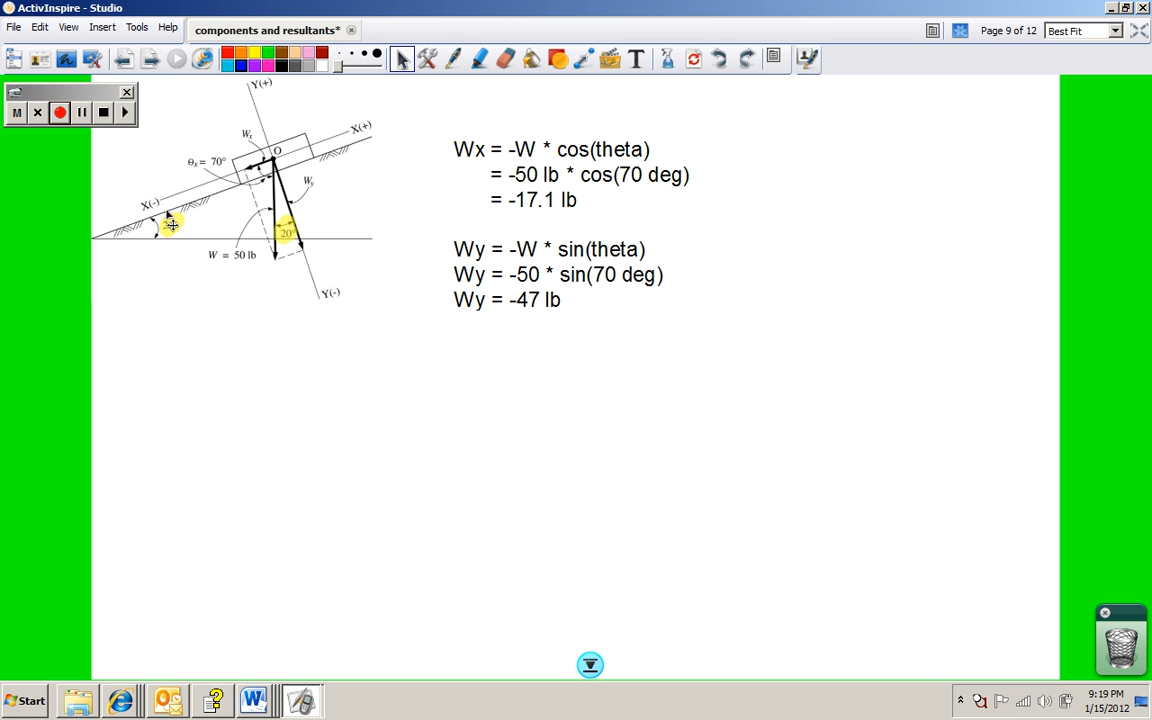 ActivInspire - Studio
File Edit View Insert Tools Help
components and resultants*
Page 9 of 12
Best Fit
M
Y(+)
X(+)
Wx
O
θx = 70°
Wy
X(-)
20°
W = 50 lb
Y(-)
Wx = -W * cos(theta)
= -50 lb * cos(70 deg)
= -17.1 lb
Wy = -W * sin(theta)
Wy = -50 * sin(70 deg)
Wy = -47 lb
Start
9:19 PM
1/15/2012